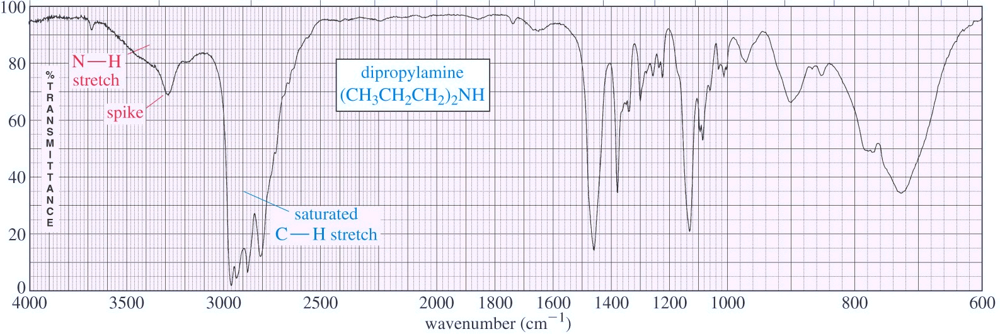 100
80
60
40
20
0
% TRANSMITTANCE
N—H
stretch
spike
dipropylamine
(CH₃CH₂CH₂)₂NH
saturated
C—H stretch
4000 3500 3000 2500 2000 1800 1600 1400 1200 1000 800 600
wavenumber (cm⁻¹)